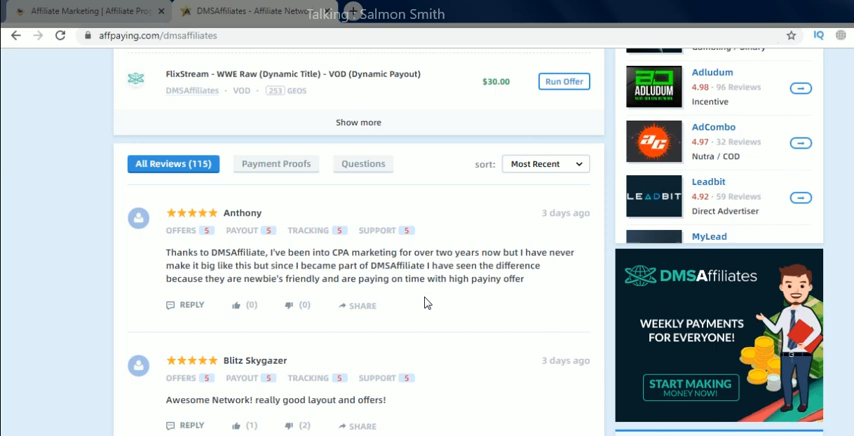 Talking : Salmon Smith
Affiliate Marketing | Affiliate Pro
DMSAffiliates - Affiliate Netw
affpaying.com/dmsaffiliates
IQ
FlixStream - WWE Raw (Dynamic Title) - VOD (Dynamic Payout)
DMSAffiliates · VOD · 253 GEOS
$30.00
Run Offer
Show more
All Reviews (115)
Payment Proofs
Questions
sort:
Most Recent
Anthony
3 days ago
OFFERS 5 PAYOUT 5 TRACKING 5 SUPPORT 5
Thanks to DMSAffiliate, I've been into CPA marketing for over two years now but I have never
make it big like this but since I became part of DMSAffiliate I have seen the difference
because they are newbie's friendly and are paying on time with high payiny offer
REPLY (0) (0) SHARE
Blitz Skygazer
3 days ago
OFFERS 5 PAYOUT 5 TRACKING 5 SUPPORT 5
Awesome Network! really good layout and offers!
REPLY (1) (2) SHARE
ADLUDUM
Adludum
4.98 · 96 Reviews
Incentive
AdCombo
4.97 · 32 Reviews
Nutra / COD
LEADBIT
Leadbit
4.92 · 59 Reviews
Direct Advertiser
MyLead
DMSAffiliates
WEEKLY PAYMENTS
FOR EVERYONE!
START MAKING
MONEY NOW!